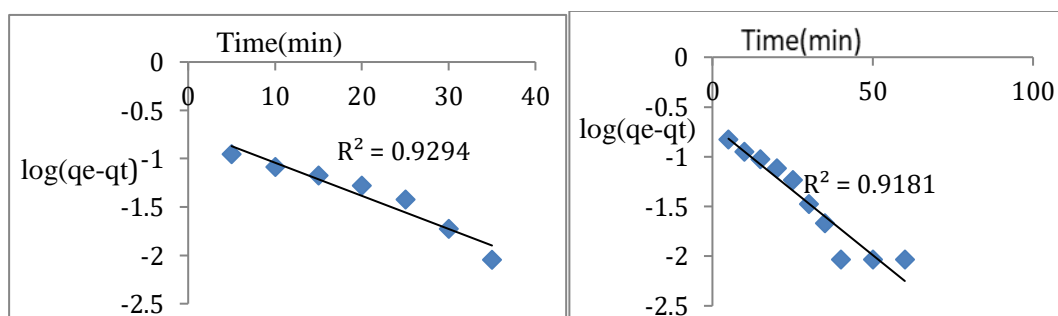 Time(min)
0
0 10 20 30 40
-0.5
-1
log(qe-qt)
R² = 0.9294
-1.5
-2
-2.5
Time(min)
0
0 50 100
-0.5
log(qe-qt)
-1
R² = 0.9181
-1.5
-2
-2.5